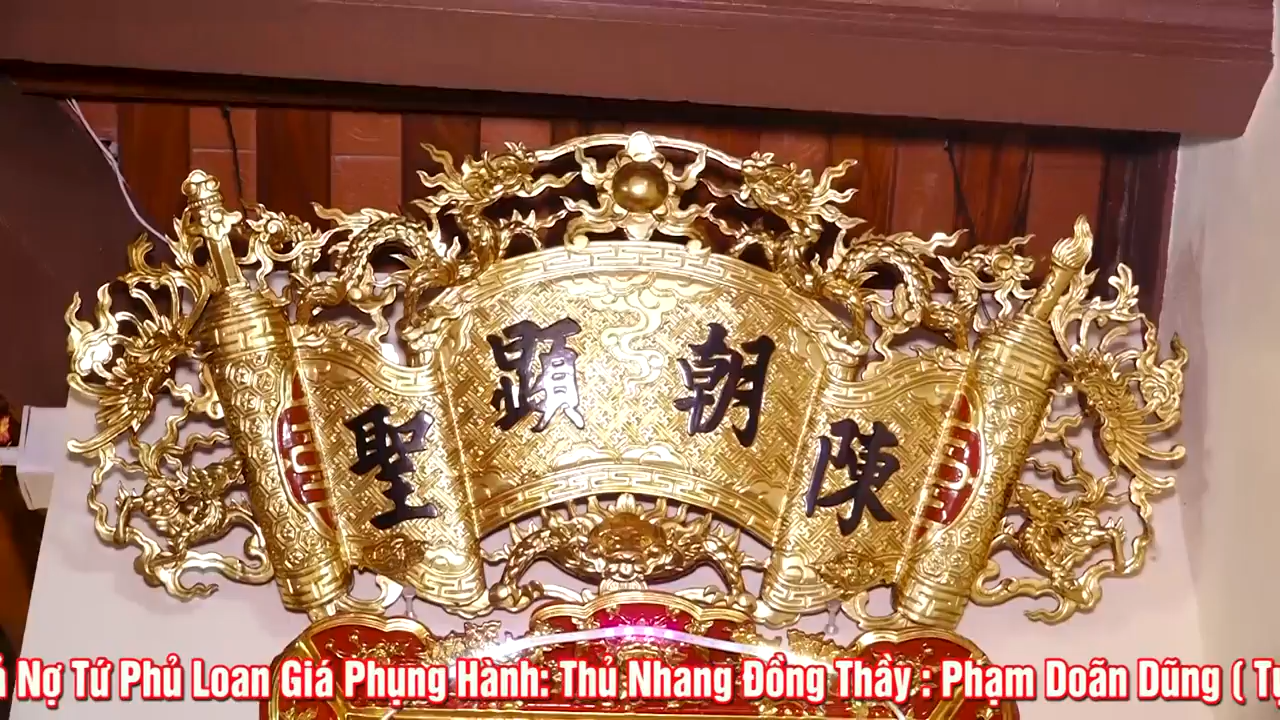 陳朝顯聖
Nợ Tứ Phủ Loan Giá Phụng Hành: Thủ Nhang Đồng Thầy : Phạm Doãn Dũng (